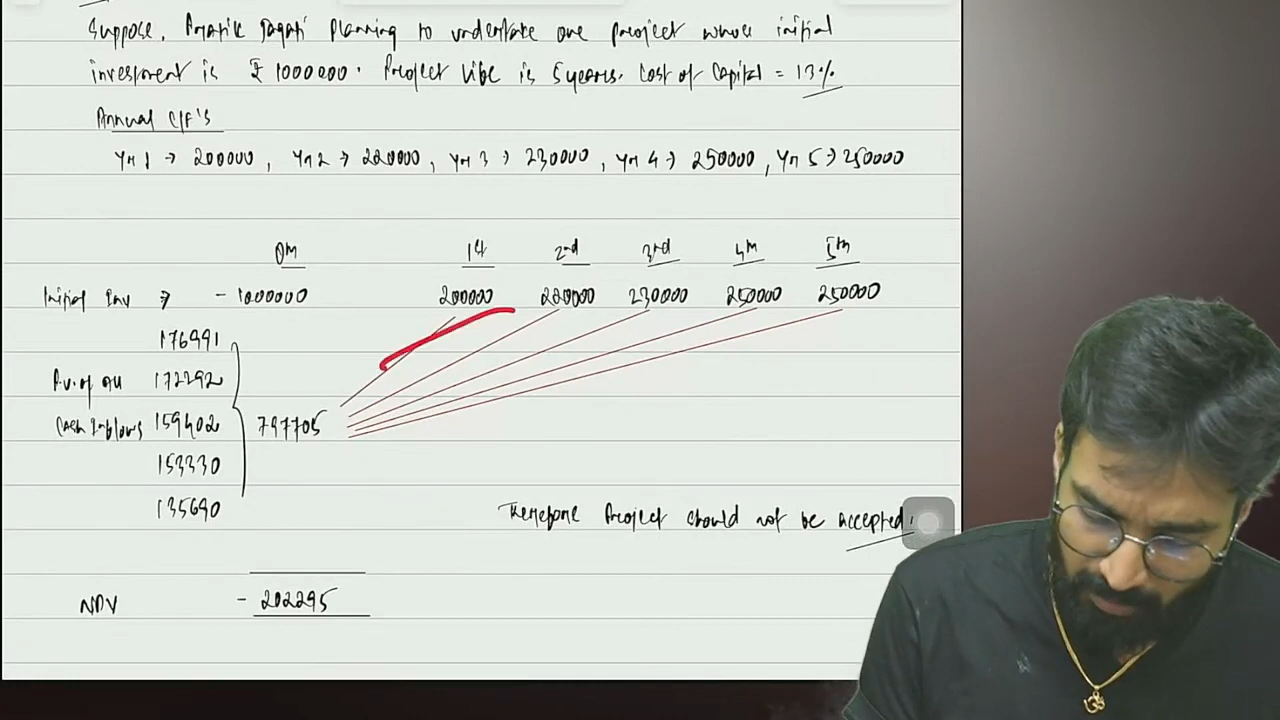 Suppose, Pratik Jagati Planning to undertake one project whose initial
investment is ₹ 1000000. Project life is 5 years. Cost of Capital = 13%
Annual C/F's
Yr 1 → 200000, Yr 2 → 220000, Yr 3 → 230000, Yr 4 → 250000, Yr 5 → 250000
0th 1st 2nd 3rd 4th 5th
Initial Inv ⇒ - 1000000 200000 220000 230000 250000 250000
176991
P.v. of all 172292
Cash Inflows 159402 797705
153330
135690
Therefore Project should not be accepted.
NPV - 202295